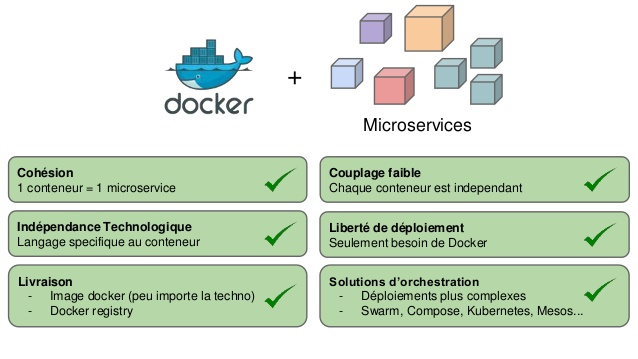 docker
+
Microservices
Cohésion
1 conteneur = 1 microservice
Couplage faible
Chaque conteneur est independant
Indépendance Technologique
Langage specifique au conteneur
Liberté de déploiement
Seulement besoin de Docker
Livraison
- Image docker (peu importe la techno)
- Docker registry
Solutions d'orchestration
- Déploiements plus complexes
- Swarm, Compose, Kubernetes, Mesos...